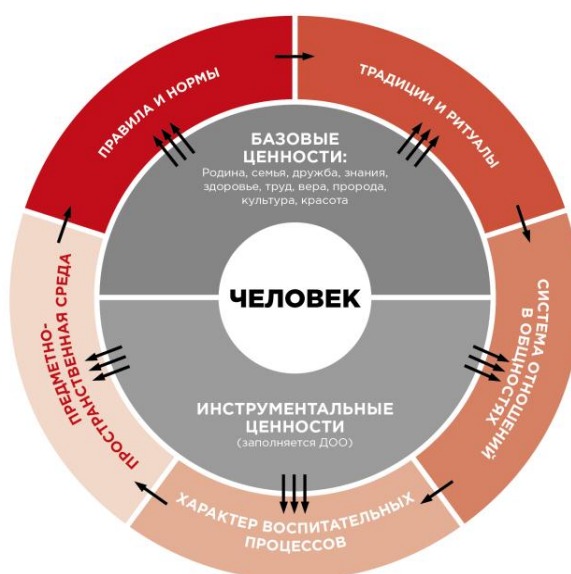 ПРАВИЛА И НОРМЫ
ТРАДИЦИИ И РИТУАЛЫ
БАЗОВЫЕ
ЦЕННОСТИ:
Родина, семья, дружба, знания,
здоровье, труд, вера, пророда,
культура, красота
ЧЕЛОВЕК
ИНСТРУМЕНТАЛЬНЫЕ
ЦЕННОСТИ
(заполняется ДОО)
СИСТЕМА ОТНОШЕНИЙ
В ОБЩНОСТЯХ
ХАРАКТЕР ВОСПИТАТЕЛЬНЫХ
ПРОЦЕССОВ
ПРЕДМЕТНО-
ПРОСТРАНСТВЕННАЯ СРЕДА